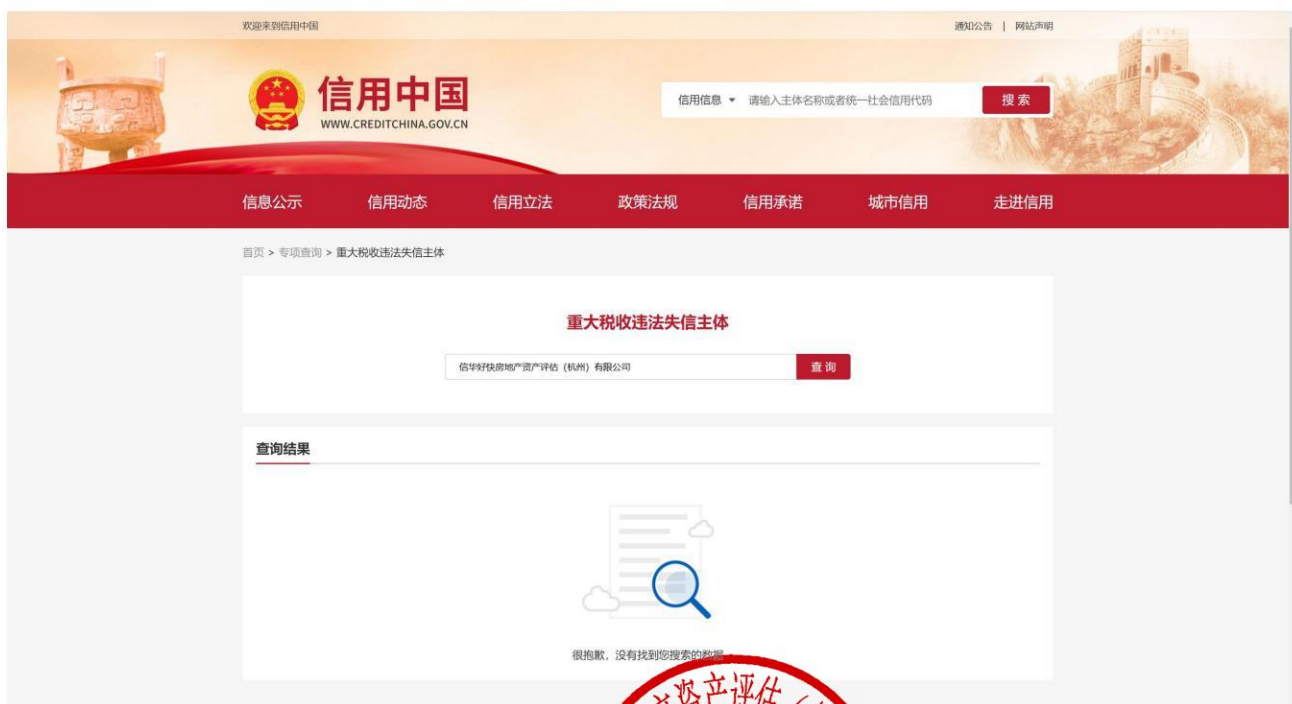 欢迎来到信用中国
通知公告 | 网站声明
信用中国
WWW.CREDITCHINA.GOV.CN
信用信息 请输入主体名称或者统一社会信用代码 搜索
信息公示 信用动态 信用立法 政策法规 信用承诺 城市信用 走进信用
首页 > 专项查询 > 重大税收违法失信主体
重大税收违法失信主体
信华好快房地产资产评估（杭州）有限公司 查询
查询结果
很抱歉，没有找到您搜索的数据
资产评估（